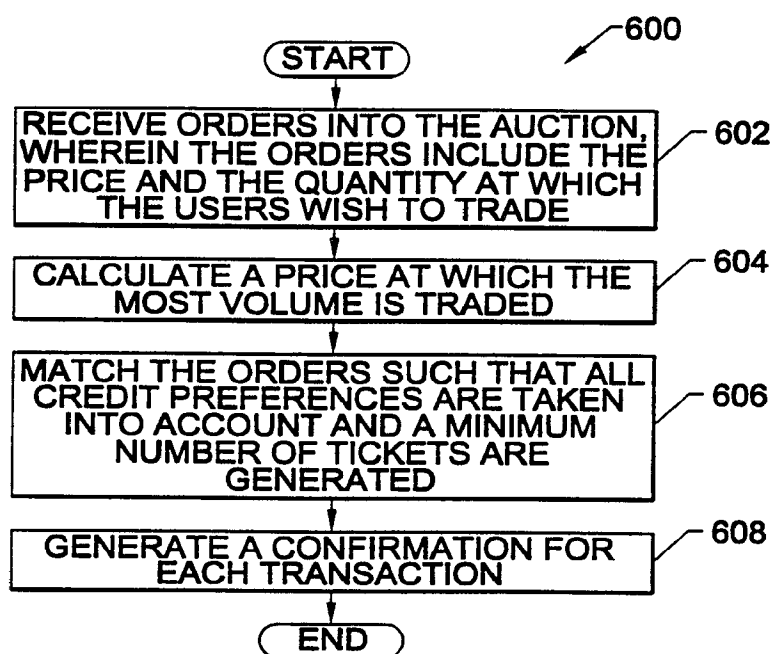 600
START
RECEIVE ORDERS INTO THE AUCTION,
WHEREIN THE ORDERS INCLUDE THE
PRICE AND THE QUANTITY AT WHICH
THE USERS WISH TO TRADE
602
CALCULATE A PRICE AT WHICH THE
MOST VOLUME IS TRADED
604
MATCH THE ORDERS SUCH THAT ALL
CREDIT PREFERENCES ARE TAKEN
INTO ACCOUNT AND A MINIMUM
NUMBER OF TICKETS ARE
GENERATED
606
GENERATE A CONFIRMATION FOR
EACH TRANSACTION
608
END